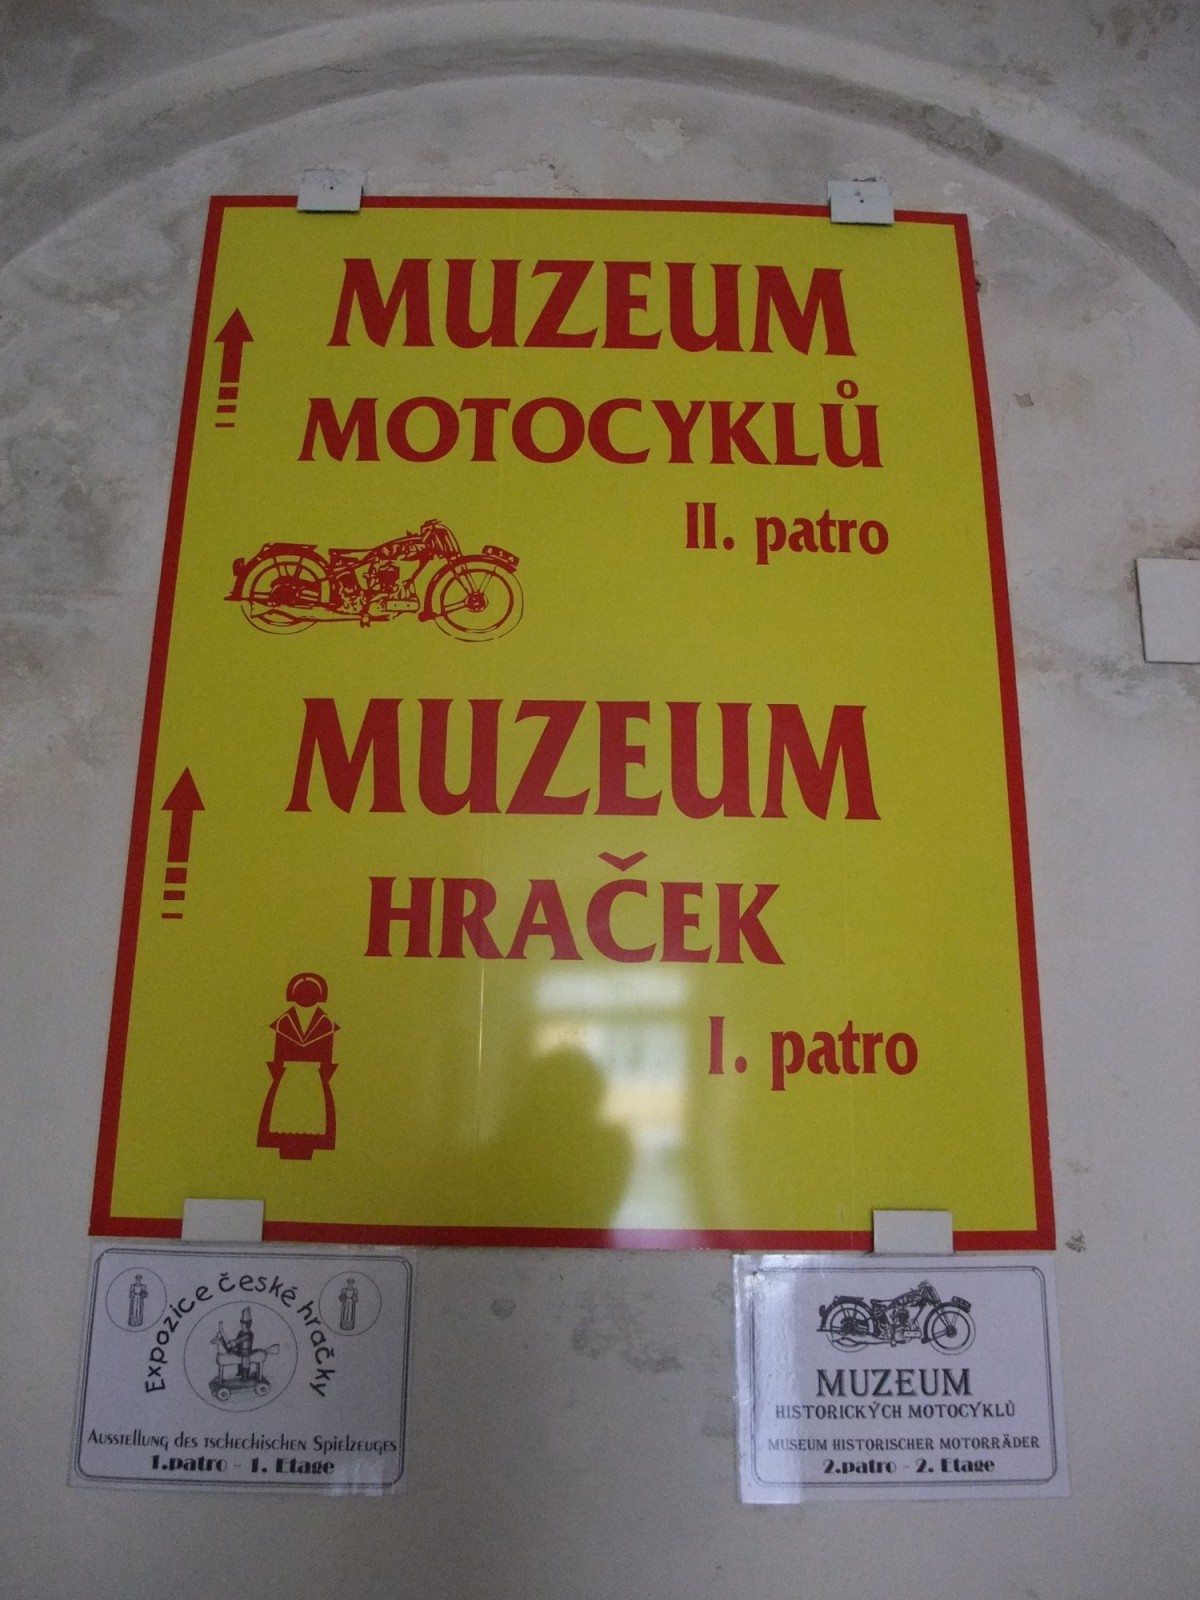 MUZEUM
MOTOCYKLŮ
II. patro
MUZEUM
HRAČEK
I. patro
Expozice české hračky
Ausstellung des tschechischen Spielzeuges
1.patro - 1. Etage
MUZEUM
HISTORICKÝCH MOTOCYKLŮ
MUSEUM HISTORISCHER MOTORRÄDER
2.patro - 2. Etage